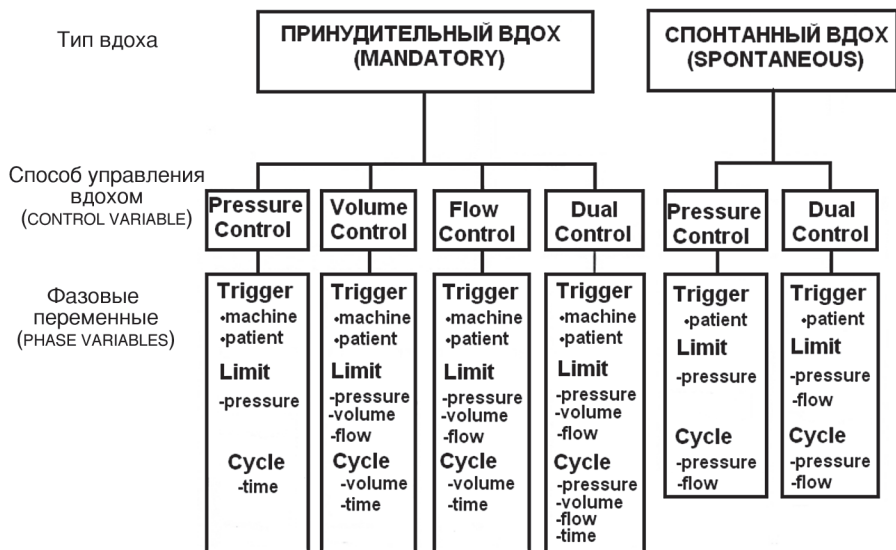 Тип вдоха
ПРИНУДИТЕЛЬНЫЙ ВДОХ
(MANDATORY)
СПОНТАННЫЙ ВДОХ
(SPONTANEOUS)
Способ управления
вдохом
(CONTROL VARIABLE)
Pressure
Control
Volume
Control
Flow
Control
Dual
Control
Pressure
Control
Dual
Control
Фазовые
переменные
(PHASE VARIABLES)
Trigger
•machine
•patient
Limit
-pressure
Cycle
-time
Trigger
•machine
•patient
Limit
-pressure
-volume
-flow
Cycle
-volume
-time
Trigger
•machine
•patient
Limit
-pressure
-volume
-flow
Cycle
-volume
-time
Trigger
•machine
•patient
Limit
-pressure
-volume
-flow
Cycle
-pressure
-volume
-flow
-time
Trigger
•patient
Limit
-pressure
Cycle
-pressure
-flow
Trigger
•patient
Limit
-pressure
-flow
Cycle
-pressure
-flow